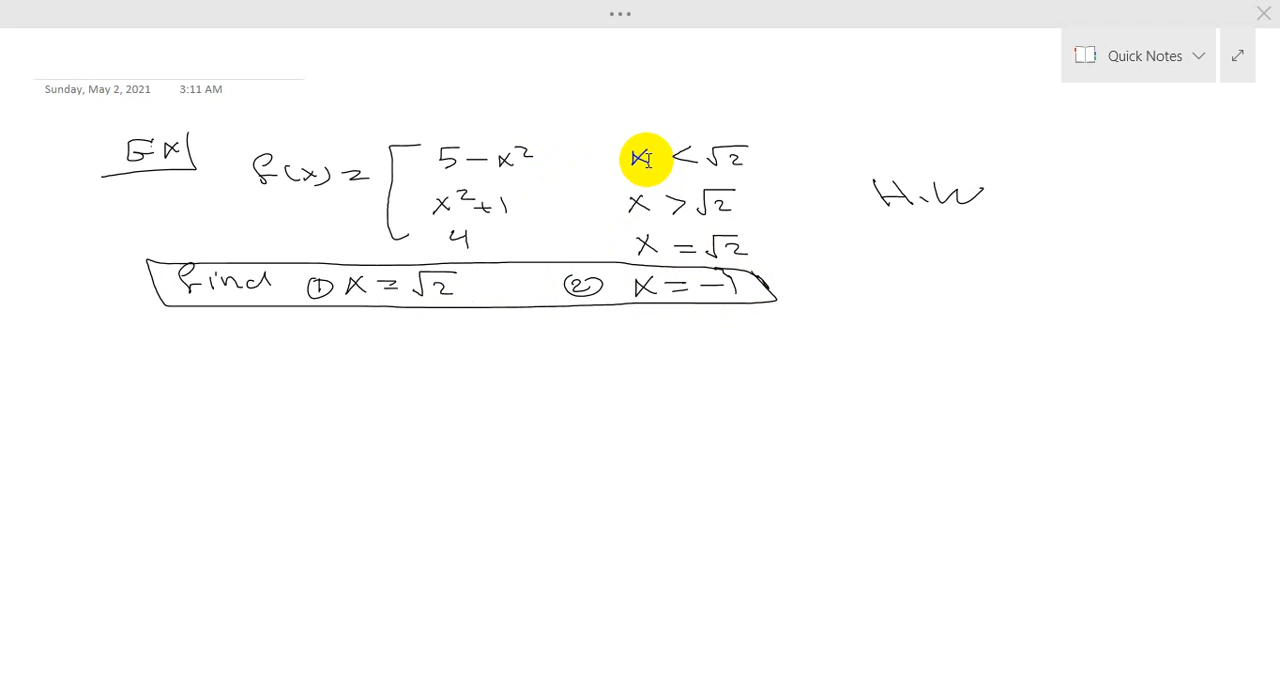 Quick Notes
Sunday, May 2, 2021 3:11 AM
Ex
f(x) = [ 5 - x² x < √2
x² + 1 x > √2
4 x = √2
H.W
find ① x = √2 ② x = -1